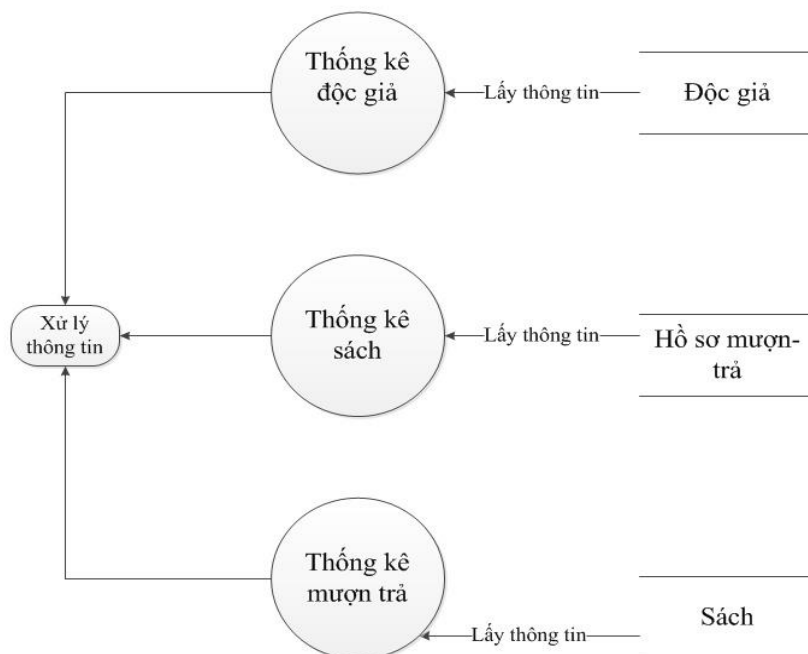 Thống kê
độc giả
Lấy thông tin
Độc giả
Xử lý
thông tin
Thống kê
sách
Lấy thông tin
Hồ sơ mượn-
trả
Thống kê
mượn trả
Lấy thông tin
Sách